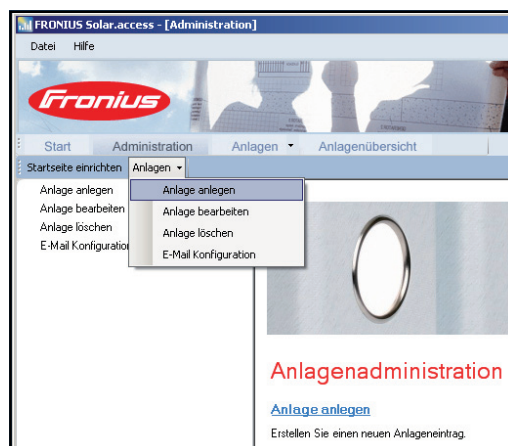 FRONIUS Solar.access - [Administration]
Datei Hilfe
Fronius
Start Administration Anlagen Anlagenübersicht
Startseite einrichten Anlagen
Anlage anlegen
Anlage bearbeiten
Anlage löschen
E-Mail Konfiguration
Anlage anlegen
Anlage bearbeiten
Anlage löschen
E-Mail Konfiguration
Anlagenadministration
Anlage anlegen
Erstellen Sie einen neuen Anlageneintrag.